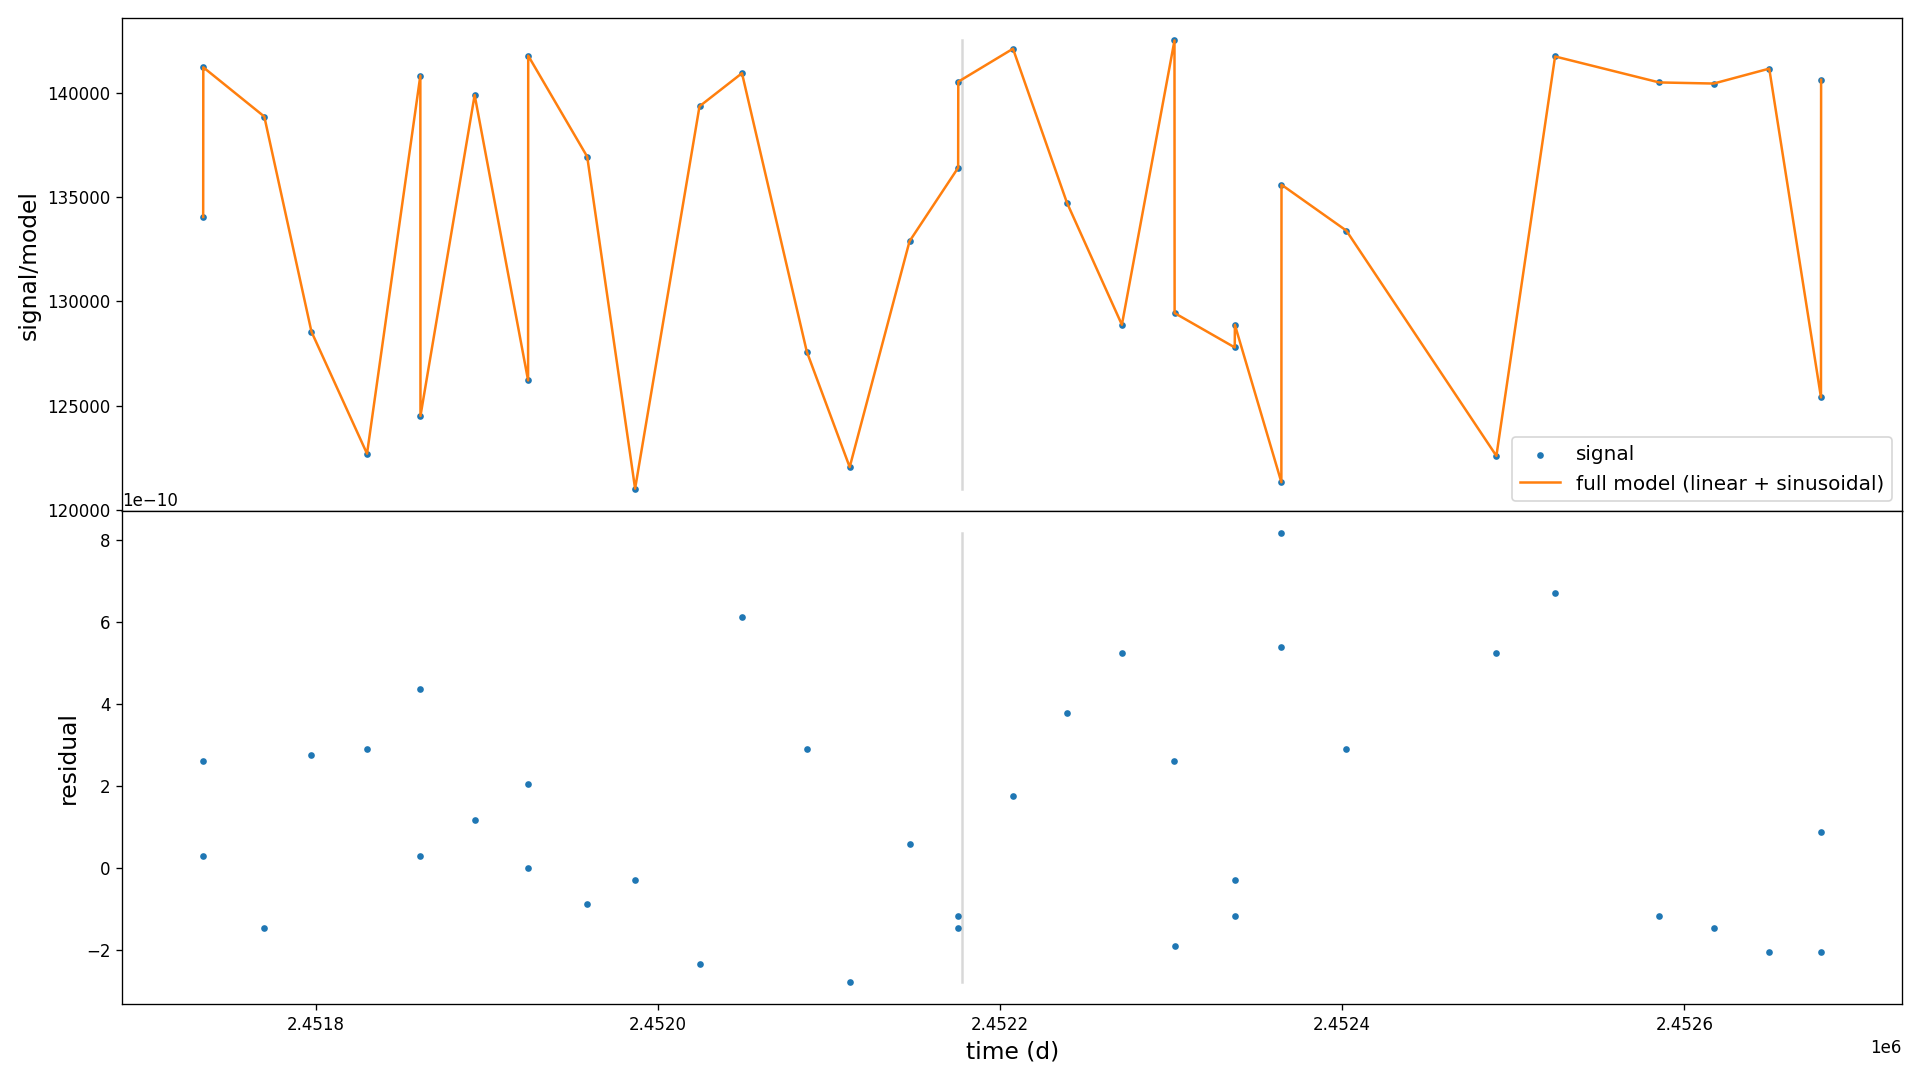 signal/model
140000
135000
130000
125000
120000
signal
full model (linear + sinusoidal)
1e−10
residual
8
6
4
2
0
−2
2.4518 2.4520 2.4522 2.4524 2.4526
1e6
time (d)